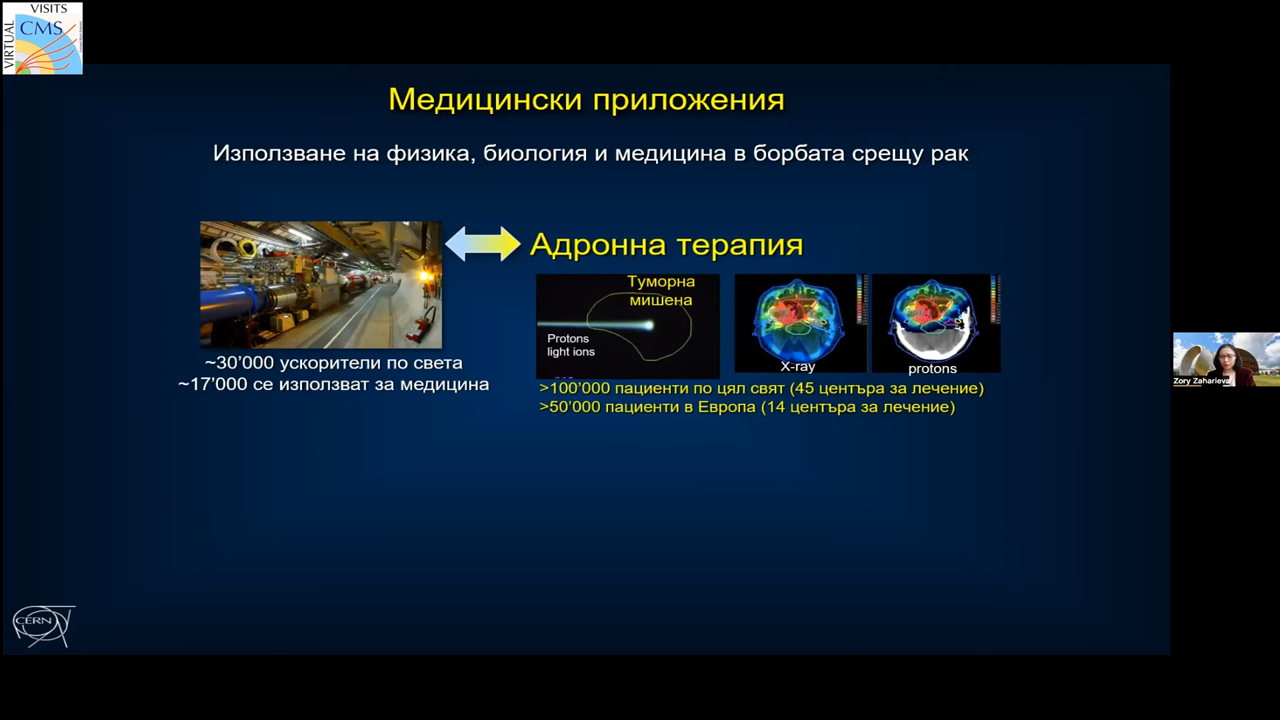 VISITS
CMS
VIRTUAL
Медицински приложения
Използване на физика, биология и медицина в борбата срещу рак
Адронна терапия
Туморна
мишена
Protons
light ions
X-ray
protons
~30’000 ускорители по света
~17’000 се използват за медицина
>100’000 пациенти по цял свят (45 центъра за лечение)
>50’000 пациенти в Европа (14 центъра за лечение)
Zory Zaharieva
CERN